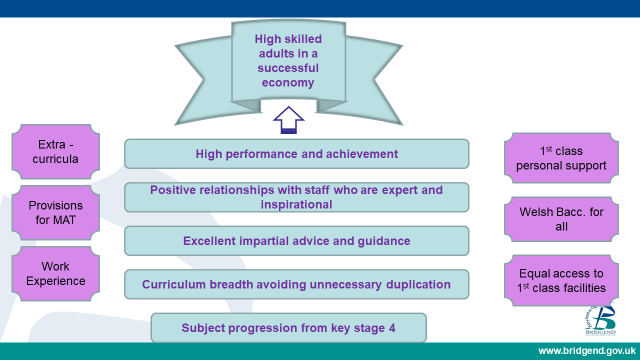 High skilled
adults in a
successful
economy
Extra -
curricula
Provisions
for MAT
Work
Experience
High performance and achievement
Positive relationships with staff who are expert and
inspirational
Excellent impartial advice and guidance
Curriculum breadth avoiding unnecessary duplication
Subject progression from key stage 4
1st class
personal support
Welsh Bacc. for
all
Equal access to
1st class facilities
BRIDGEND
www.bridgend.gov.uk